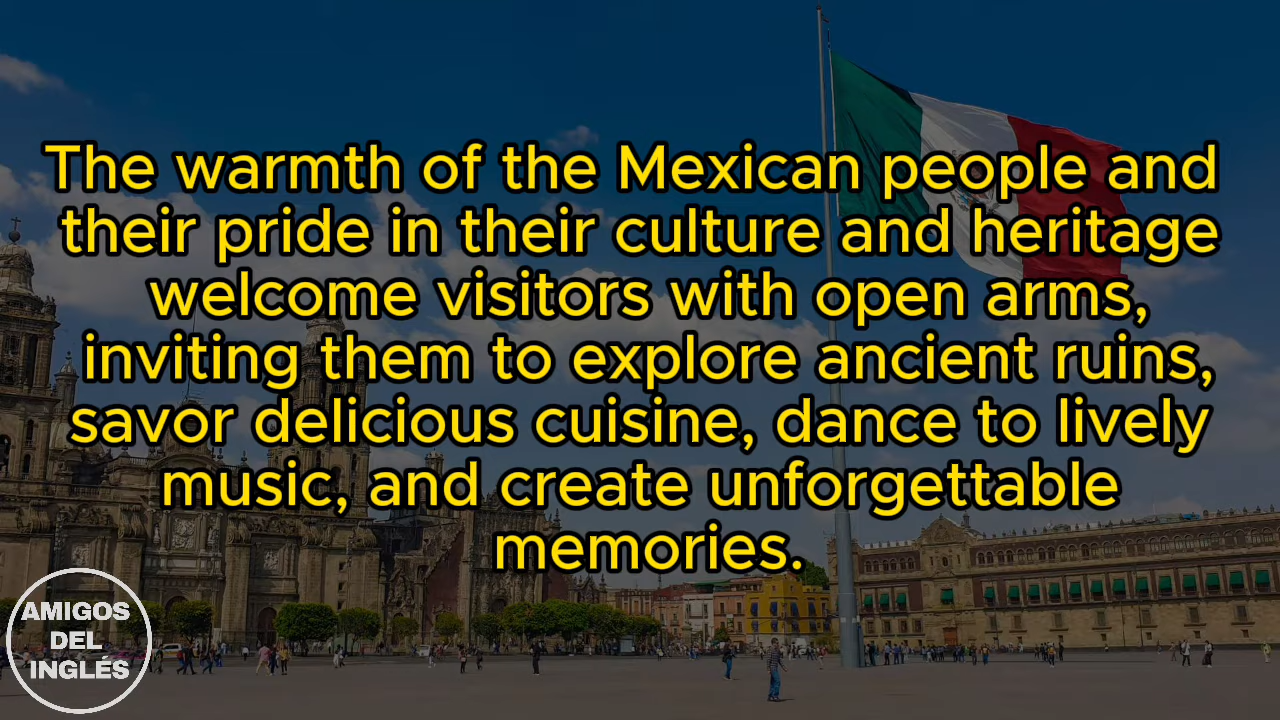 The warmth of the Mexican people and
their pride in their culture and heritage
welcome visitors with open arms,
inviting them to explore ancient ruins,
savor delicious cuisine, dance to lively
music, and create unforgettable
memories.
AMIGOS
DEL
INGLÉS